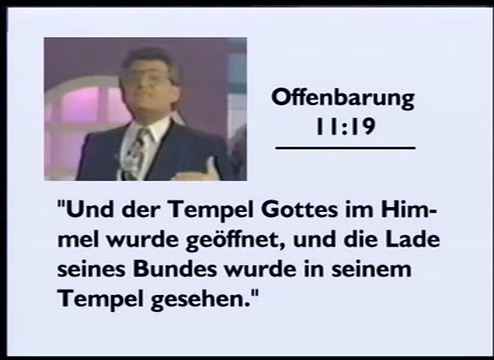 Offenbarung
11:19
"Und der Tempel Gottes im Him-
mel wurde geöffnet, und die Lade
seines Bundes wurde in seinem
Tempel gesehen."